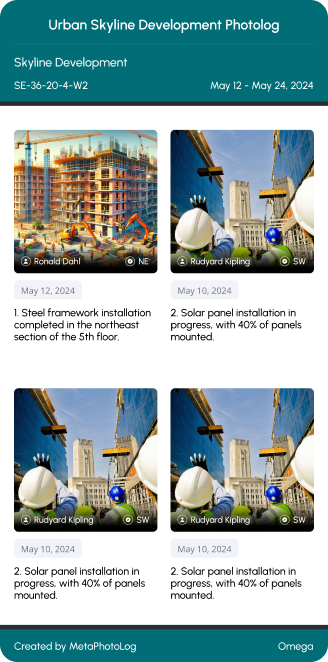 Urban Skyline Development Photolog
Skyline Development
SE-36-20-4-W2
May 12 - May 24, 2024
Ronald Dahl
NE
Rudyard Kipling
SW
May 12, 2024
May 10, 2024
1. Steel framework installation
completed in the northeast
section of the 5th floor.
2. Solar panel installation in
progress, with 40% of panels
mounted.
Rudyard Kipling
SW
Rudyard Kipling
SW
May 10, 2024
May 10, 2024
2. Solar panel installation in
progress, with 40% of panels
mounted.
2. Solar panel installation in
progress, with 40% of panels
mounted.
Created by MetaPhotoLog
Omega